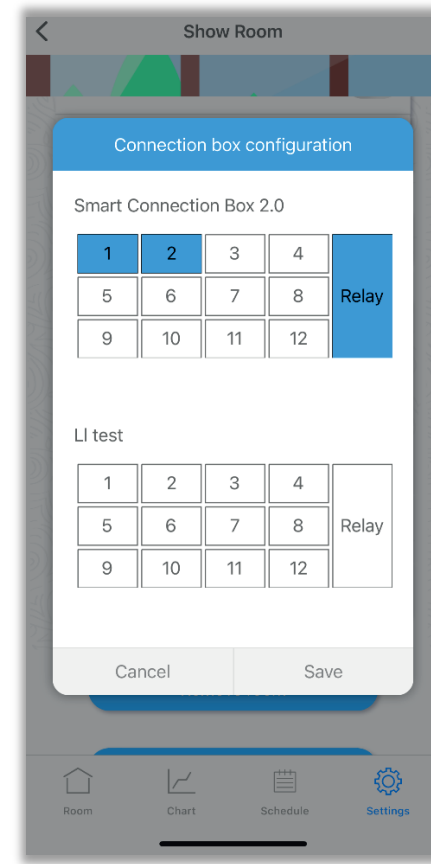 Show Room
Connection box configuration
Smart Connection Box 2.0
1 2 3 4
5 6 7 8 Relay
9 10 11 12
LI test
1 2 3 4
5 6 7 8 Relay
9 10 11 12
Cancel Save
Room Chart Schedule Settings